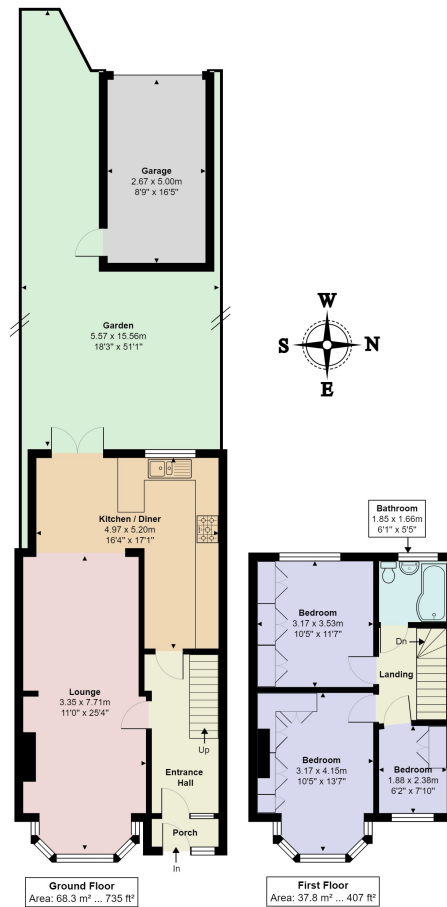 Garage
2.67 x 5.00m
8'9" x 16'5"
W
S
N
E
Garden
5.57 x 15.56m
18'3" x 51'1"
Kitchen / Diner
4.97 x 5.20m
16'4" x 17'1"
Lounge
3.35 x 7.71m
11'0" x 25'4"
Up
Entrance
Hall
Porch
In
Ground Floor
Area: 68.3 m² ... 735 ft²
Bathroom
1.85 x 1.66m
6'1" x 5'5"
Bedroom
3.17 x 3.53m
10'5" x 11'7"
Dn
Landing
Bedroom
3.17 x 4.15m
10'5" x 13'7"
Bedroom
1.88 x 2.38m
6'2" x 7'10"
First Floor
Area: 37.8 m² ... 407 ft²